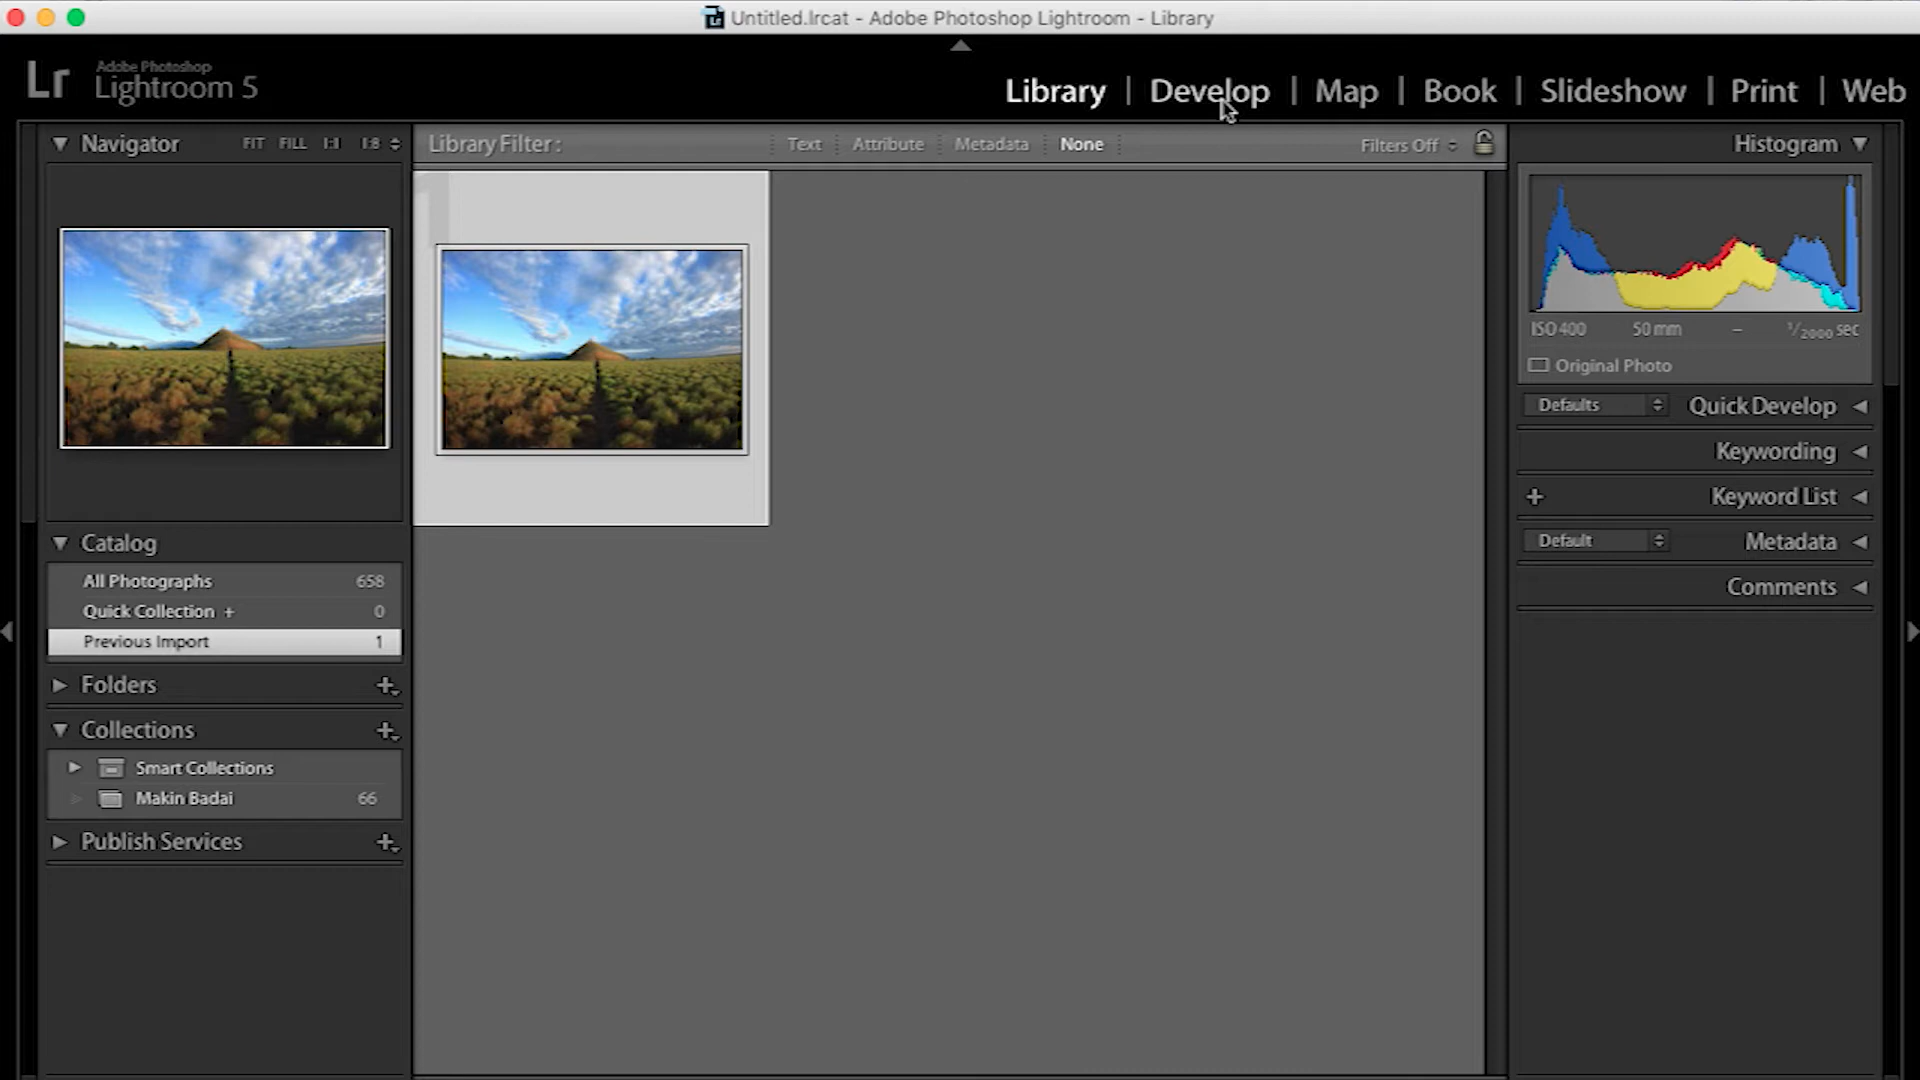 Untitled.lrcat - Adobe Photoshop Lightroom - Library
Lr Adobe Photoshop
Lightroom 5
Library | Develop | Map | Book | Slideshow | Print | Web
Navigator FIT FILL 1:1 1:8
Library Filter : Text Attribute Metadata None Filters Off
Histogram
1
ISO 400 50 mm – 1/2000 sec
Original Photo
Defaults Quick Develop
Keywording
+ Keyword List
Default Metadata
Comments
Catalog
All Photographs 658
Quick Collection + 0
Previous Import 1
Folders +
Collections +
Smart Collections
Makin Badai 66
Publish Services +